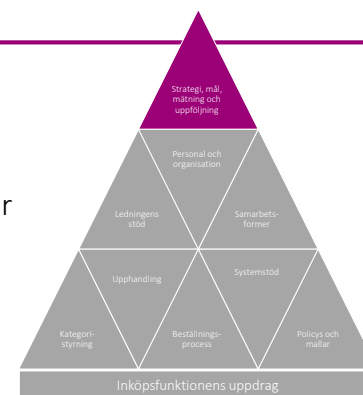 Strategi, mål,
mätning och
uppföljning
Personal och
organisation
r
Ledningens
stöd
Samarbets-
former
Upphandling
Systemstöd
Kategori-
styrning
Beställnings-
process
Policys och
mallar
Inköpsfunktionens uppdrag